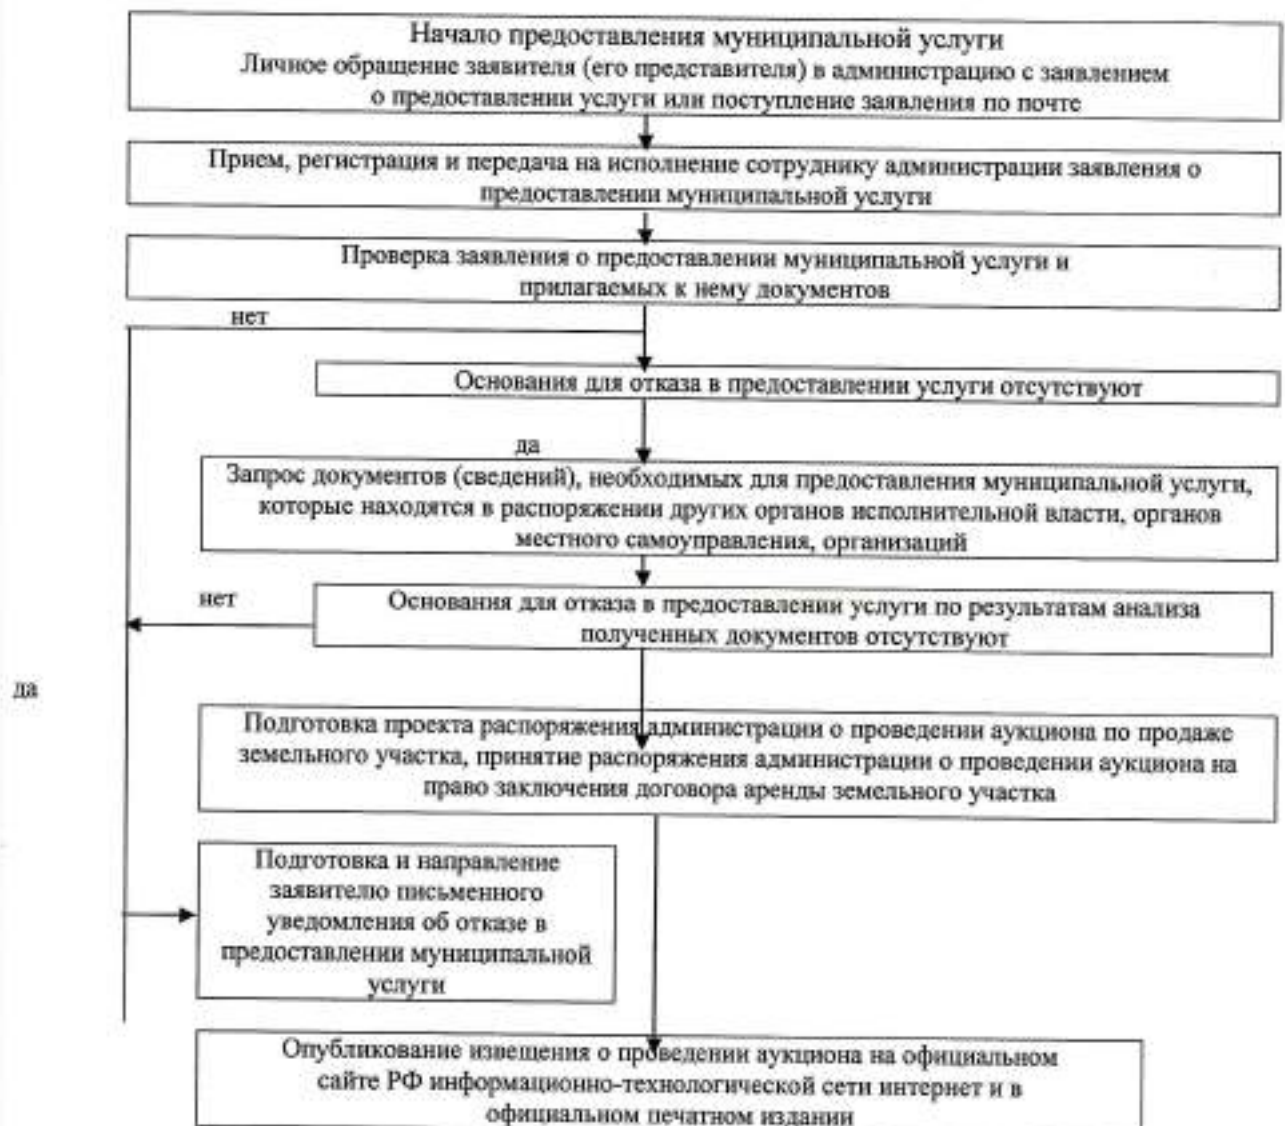 Начало предоставления муниципальной услуги
Личное обращение заявителя (его представителя) в администрацию с заявлением
о предоставлении услуги или поступление заявления по почте
Прием, регистрация и передача на исполнение сотруднику администрации заявления о
предоставлении муниципальной услуги
Проверка заявления о предоставлении муниципальной услуги и
прилагаемых к нему документов
нет
Основания для отказа в предоставлении услуги отсутствуют
да
Запрос документов (сведений), необходимых для предоставления муниципальной услуги,
которые находятся в распоряжении других органов исполнительной власти, органов
местного самоуправления, организаций
нет
Основания для отказа в предоставлении услуги по результатам анализа
полученных документов отсутствуют
да
Подготовка проекта распоряжения администрации о проведении аукциона по продаже
земельного участка, принятие распоряжения администрации о проведении аукциона на
право заключения договора аренды земельного участка
Подготовка и направление
заявителю письменного
уведомления об отказе в
предоставлении муниципальной
услуги
Опубликование извещения о проведении аукциона на официальном
сайте РФ информационно-технологической сети интернет и в
официальном печатном издании